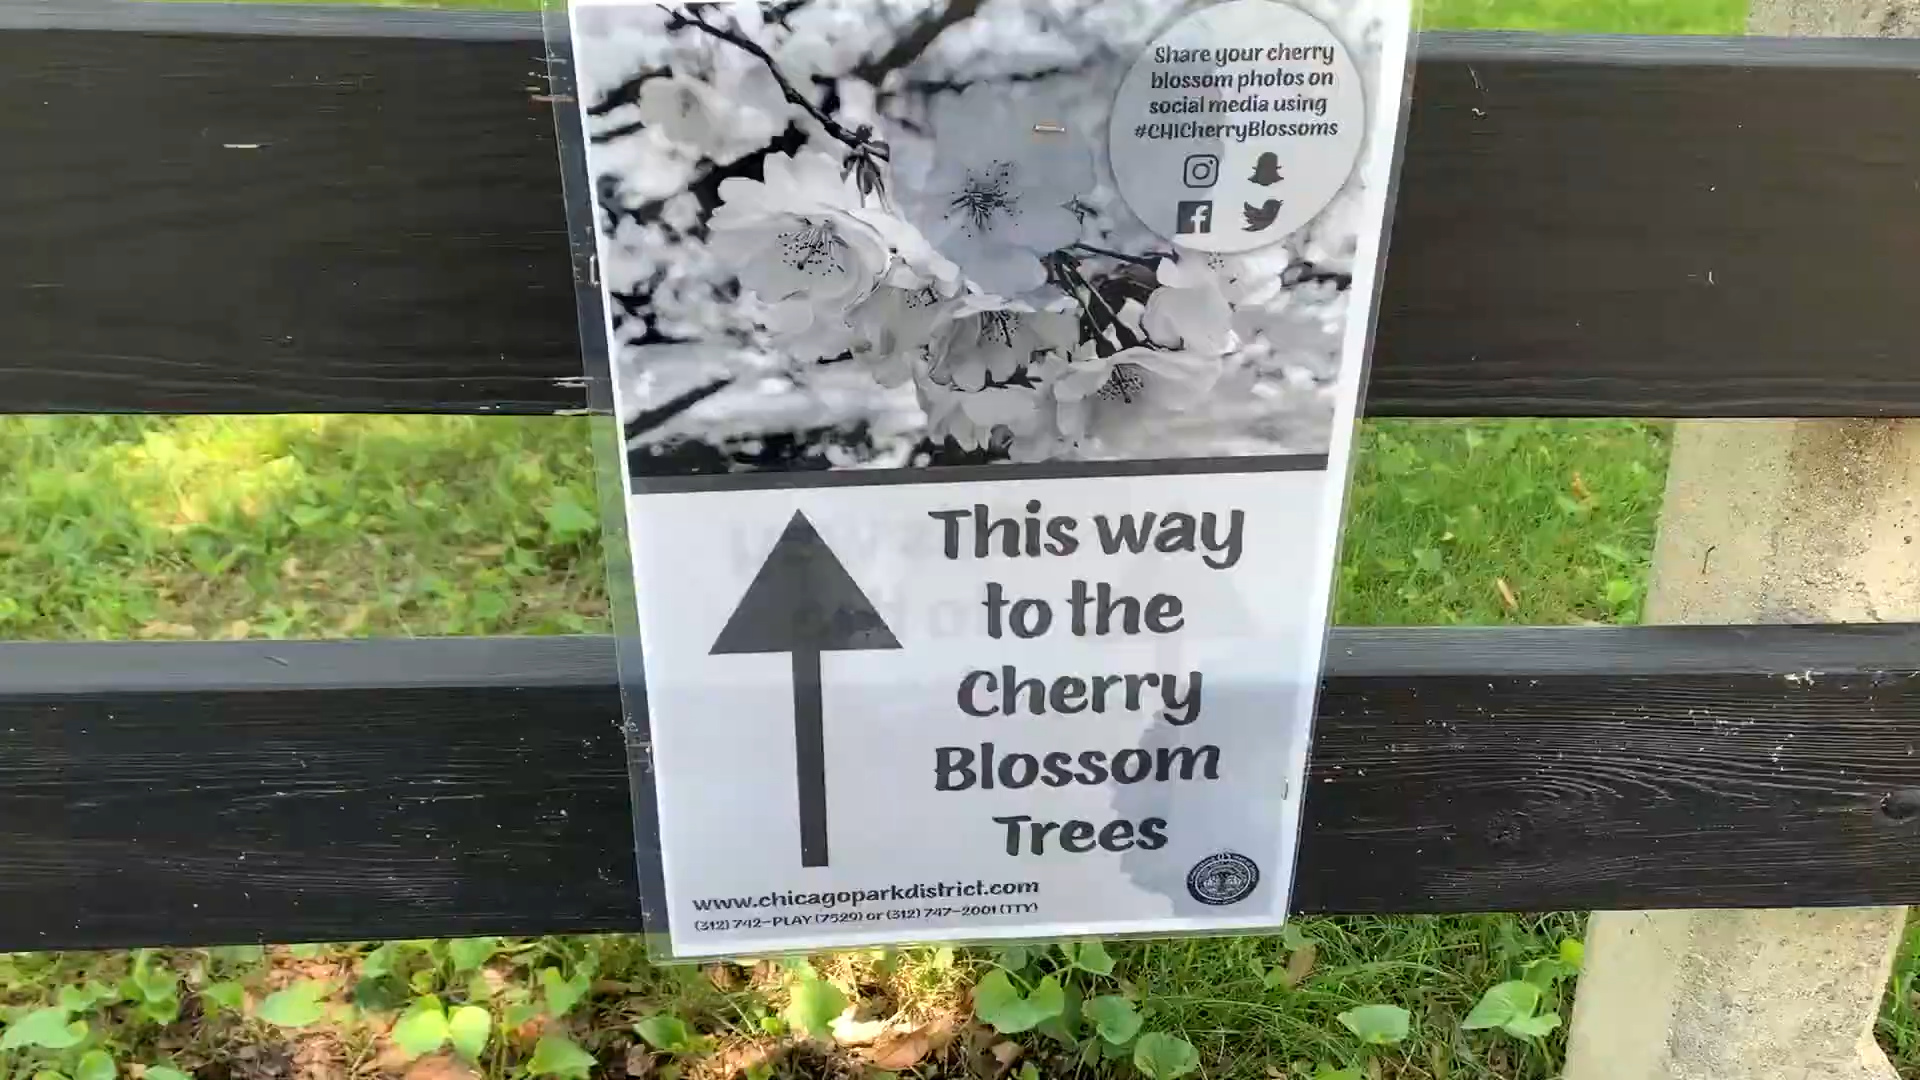 Share your cherry
blossom photos on
social media using
#CHICherryBlossoms
This way
to the
Cherry
Blossom
Trees
www.chicagoparkdistrict.com
(312) 742-PLAY (7529) or (312) 747-2001 (TTY)